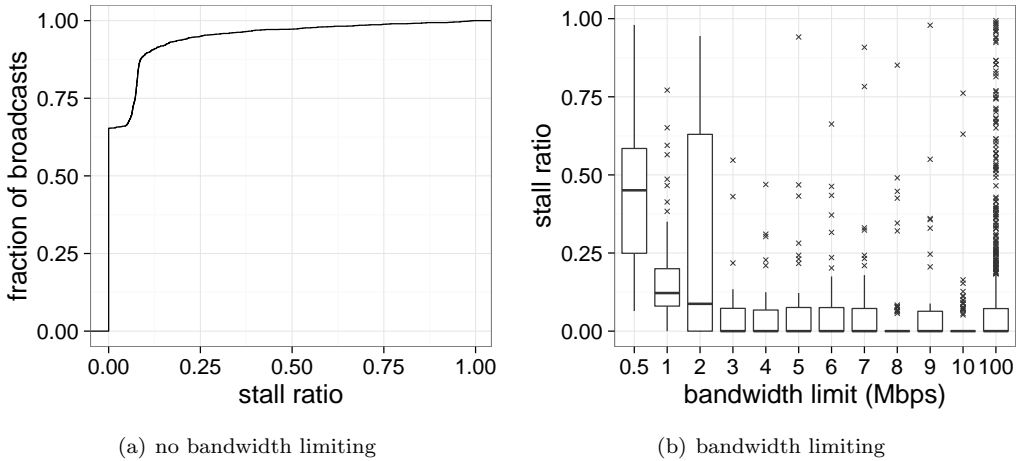 1.00
0.75
0.50
0.25
0.00
fraction of broadcasts
0.00 0.25 0.50 0.75 1.00
stall ratio
(a) no bandwidth limiting
1.00
0.75
0.50
0.25
0.00
stall ratio
0.5 1 2 3 4 5 6 7 8 9 10 100
bandwidth limit (Mbps)
(b) bandwidth limiting